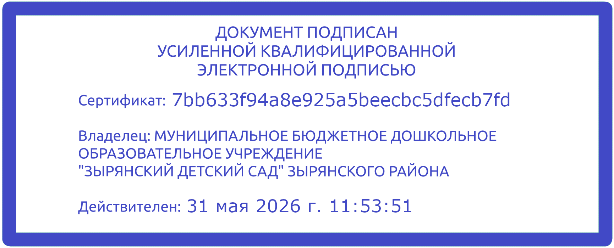 ДОКУМЕНТ ПОДПИСАН
УСИЛЕННОЙ КВАЛИФИЦИРОВАННОЙ
ЭЛЕКТРОННОЙ ПОДПИСЬЮ
Сертификат: 7bb633f94a8e925a5beecbc5dfecb7fd
Владелец: МУНИЦИПАЛЬНОЕ БЮДЖЕТНОЕ ДОШКОЛЬНОЕ
ОБРАЗОВАТЕЛЬНОЕ УЧРЕЖДЕНИЕ
"ЗЫРЯНСКИЙ ДЕТСКИЙ САД" ЗЫРЯНСКОГО РАЙОНА
Действителен: 31 мая 2026 г. 11:53:51